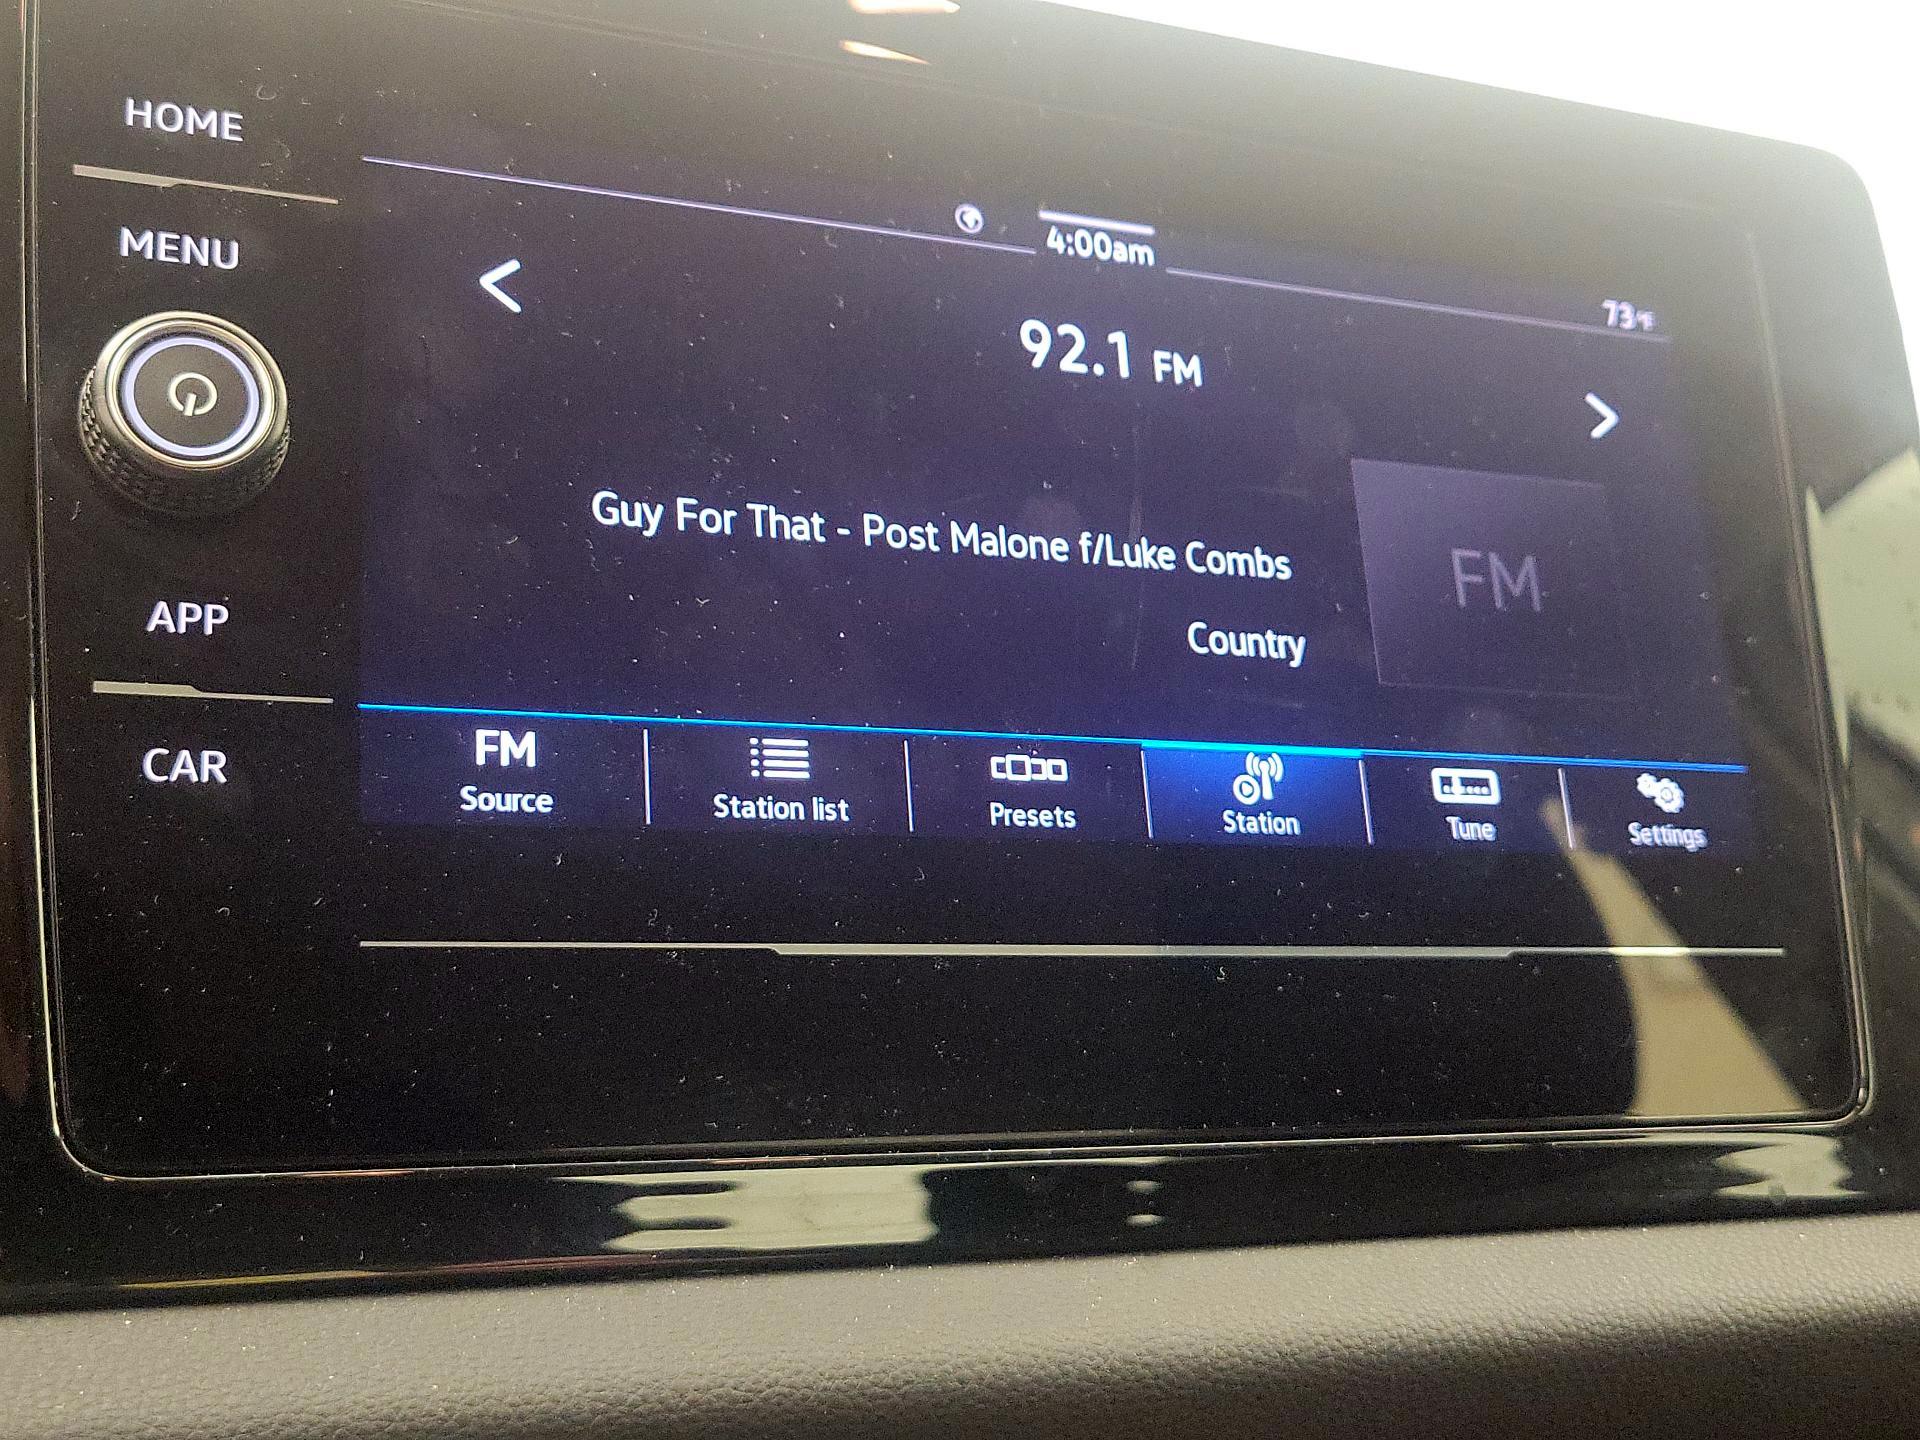 HOME
MENU
APP
CAR
4:00am
73°F
92.1 FM
Guy For That - Post Malone f/Luke Combs
Country
FM
FM
Source
Station list
Presets
Station
Tune
Settings